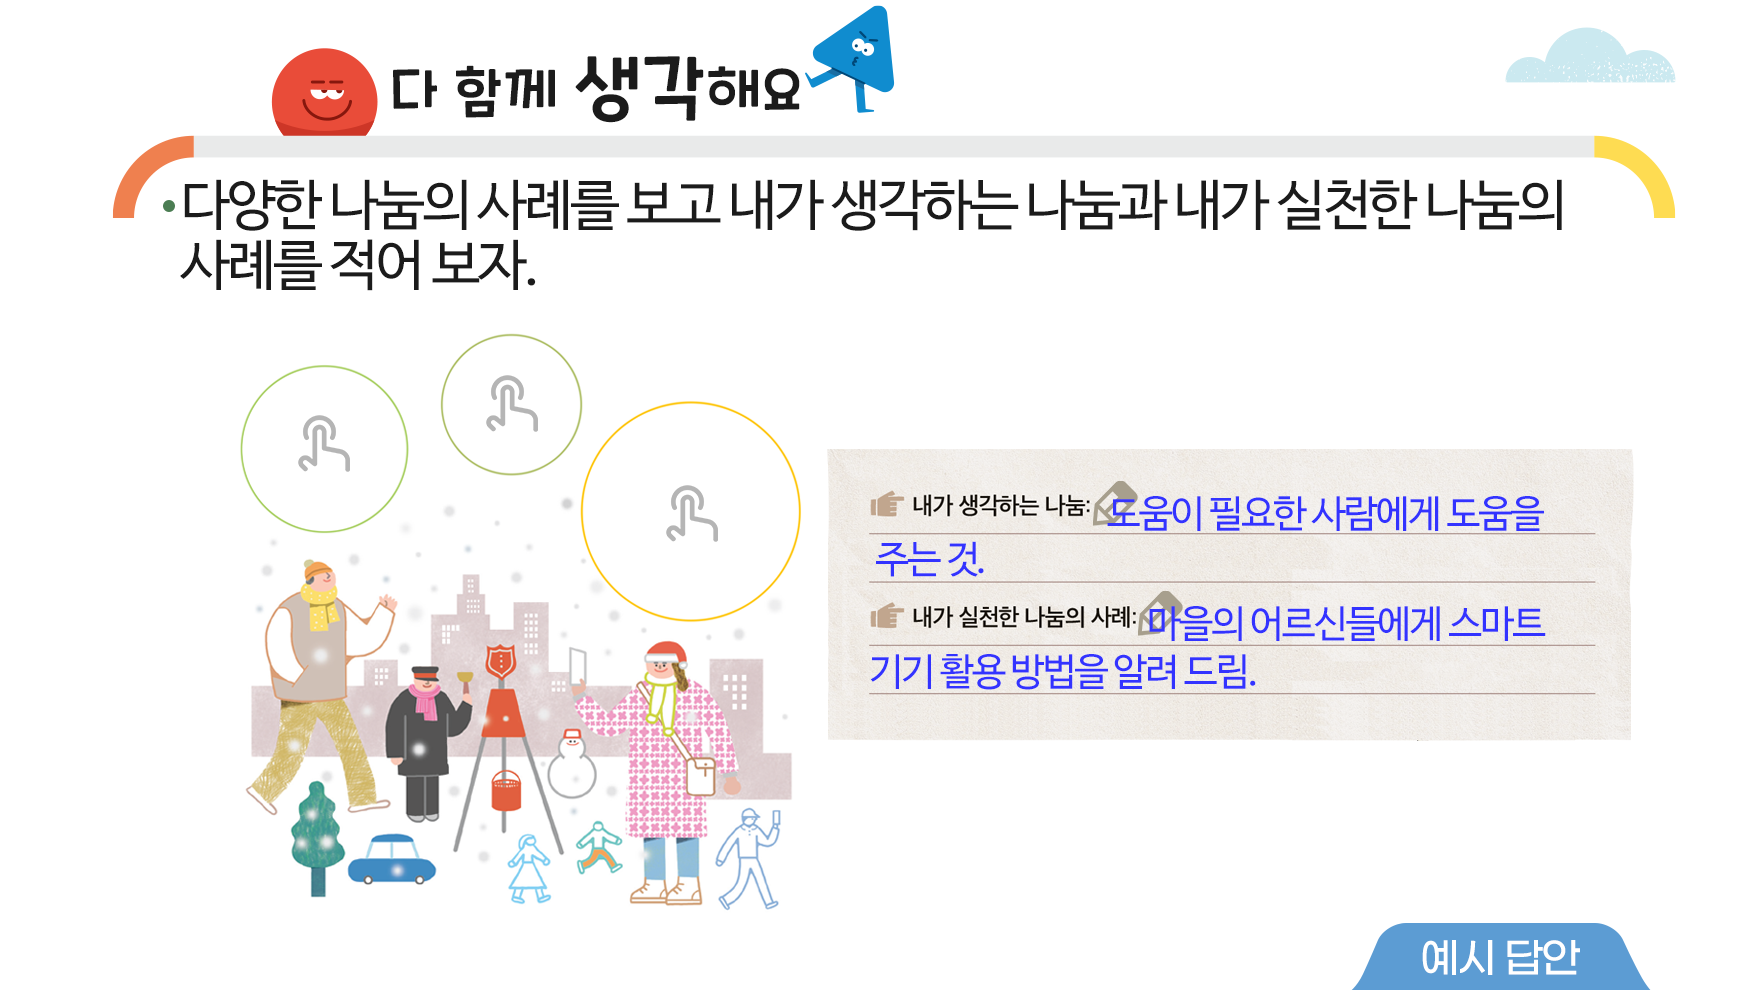 다 함께 생각해요
• 다양한 나눔의 사례를 보고 내가 생각하는 나눔과 내가 실천한 나눔의
사례를 적어 보자.
내가 생각하는 나눔: 도움이 필요한 사람에게 도움을
주는 것.
내가 실천한 나눔의 사례: 마을의 어르신들에게 스마트
기기 활용 방법을 알려 드림.
예시 답안